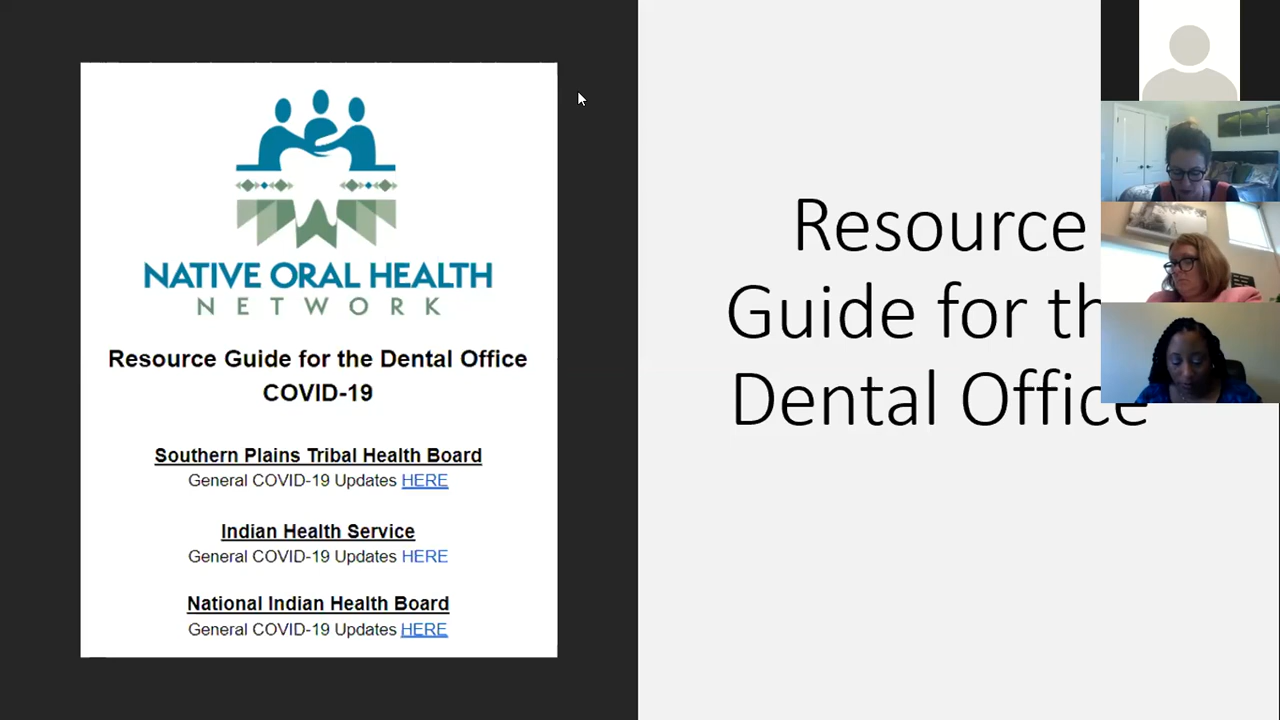 NATIVE ORAL HEALTH
NETWORK
Resource Guide for the Dental Office
COVID-19
Southern Plains Tribal Health Board
General COVID-19 Updates HERE
Indian Health Service
General COVID-19 Updates HERE
National Indian Health Board
General COVID-19 Updates HERE
Resource
Guide for
Dental Office